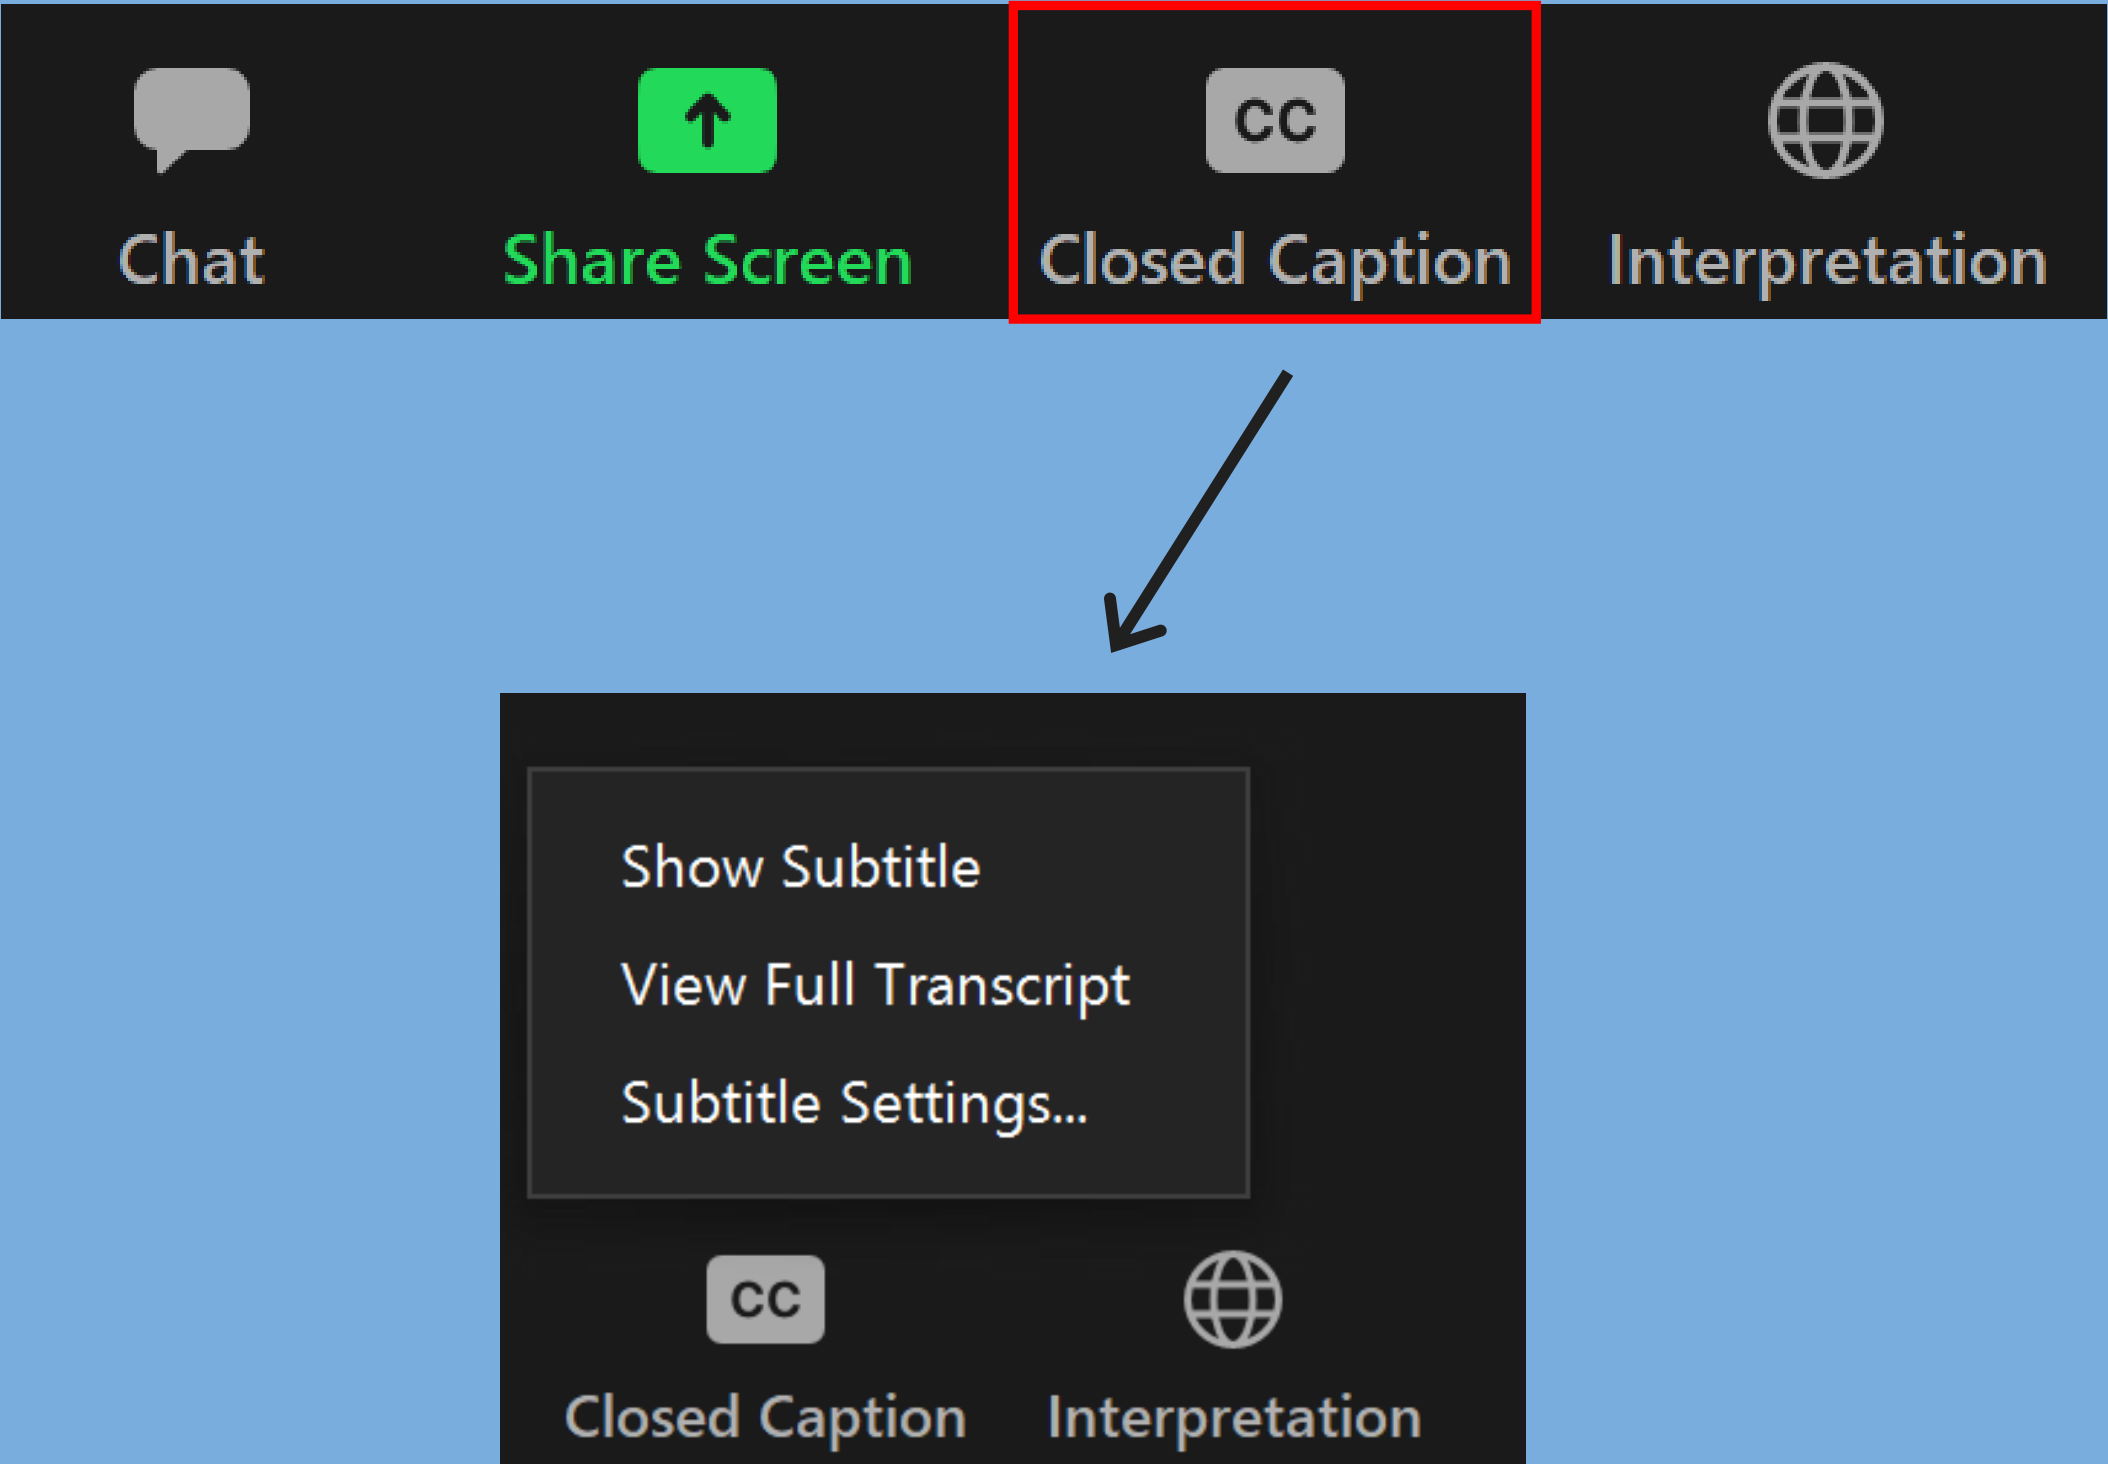 CC
Chat
Share Screen
Closed Caption
Interpretation
Show Subtitle
View Full Transcript
Subtitle Settings...
CC
Closed Caption
Interpretation